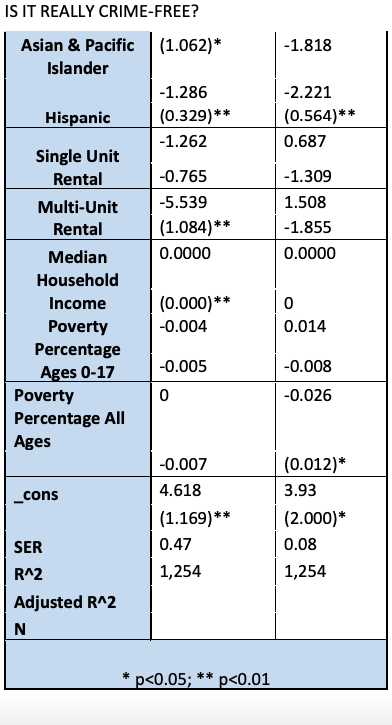 IS IT REALLY CRIME-FREE?
Asian & Pacific (1.062)* -1.818
Islander
-1.286 -2.221
Hispanic (0.329)** (0.564)**
-1.262 0.687
Single Unit
Rental -0.765 -1.309
Multi-Unit -5.539 1.508
Rental (1.084)** -1.855
Median 0.0000 0.0000
Household
Income (0.000)** 0
Poverty -0.004 0.014
Percentage
Ages 0-17 -0.005 -0.008
Poverty 0 -0.026
Percentage All
Ages
-0.007 (0.012)*
_cons 4.618 3.93
(1.169)** (2.000)*
SER 0.47 0.08
R^2 1,254 1,254
Adjusted R^2
N
* p<0.05; ** p<0.01